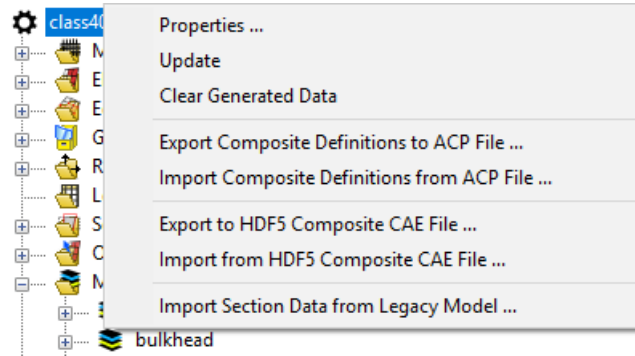 class40
Properties ...
M
Update
E
Clear Generated Data
E
G
Export Composite Definitions to ACP File ...
R
Import Composite Definitions from ACP File ...
L
S
Export to HDF5 Composite CAE File ...
O
Import from HDF5 Composite CAE File ...
M
Import Section Data from Legacy Model ...
bulkhead